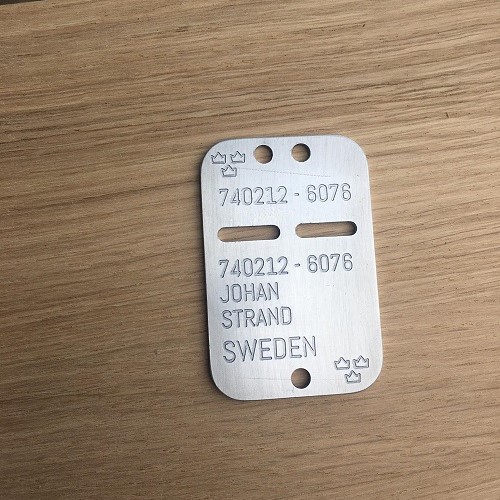 740212 - 6076
740212 - 6076
JOHAN
STRAND
SWEDEN